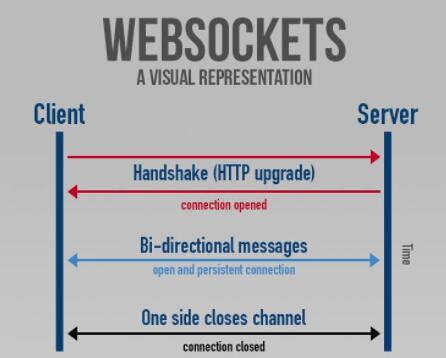 WEBSOCKETS
A VISUAL REPRESENTATION
Client
Server
Handshake (HTTP upgrade)
connection opened
Bi-directional messages
open and persistent connection
Time
One side closes channel
connection closed